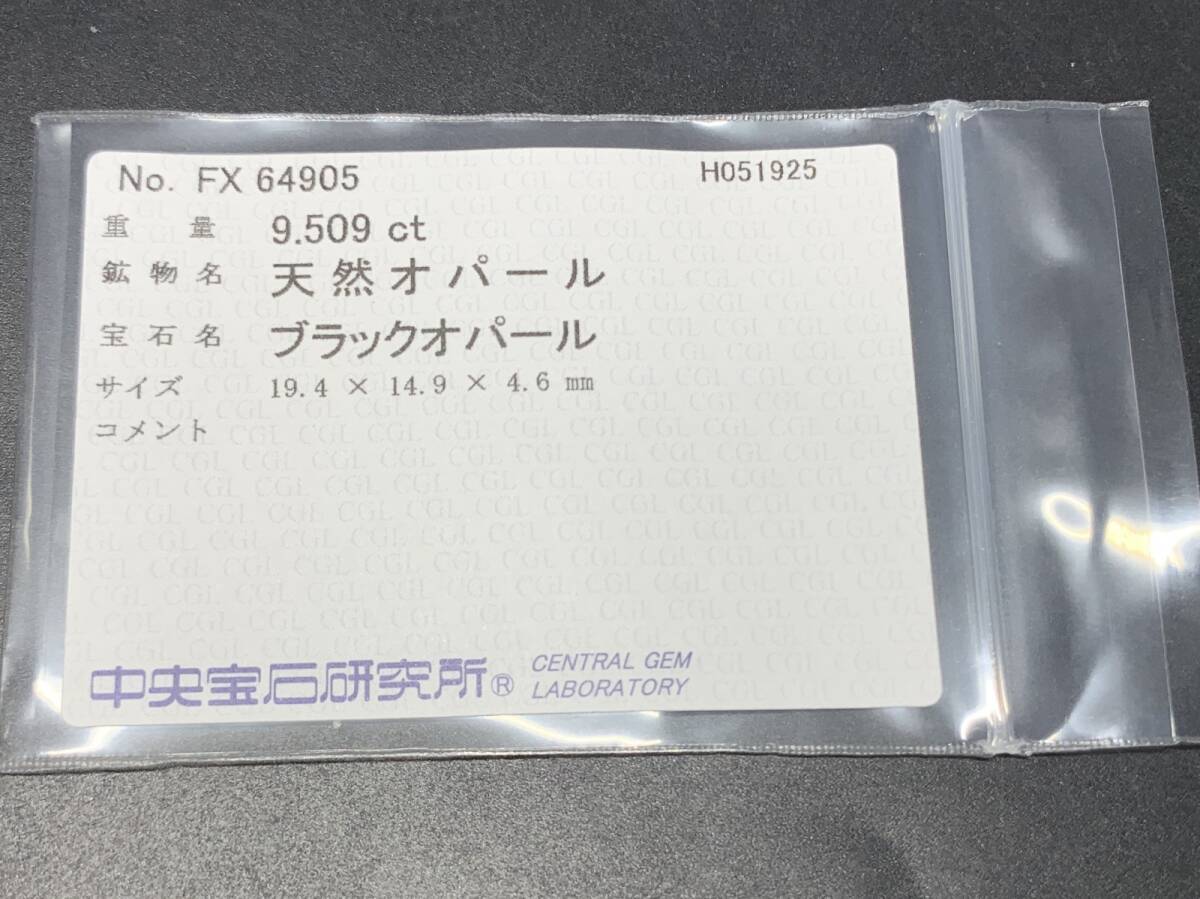 No. FX 64905 H051925
重量 9.509 ct
鉱物名 天然オパール
宝石名 ブラックオパール
サイズ 19.4 × 14.9 × 4.6 mm
コメント
中央宝石研究所® CENTRAL GEM
LABORATORY